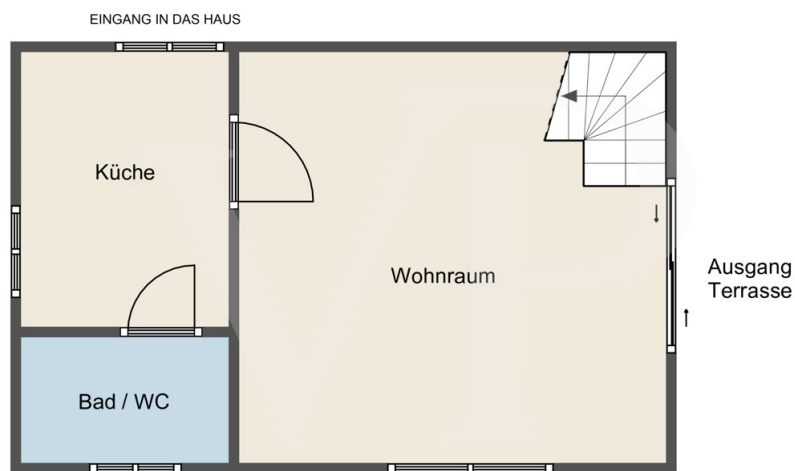 EINGANG IN DAS HAUS
Küche
Wohnraum
Ausgang
Terrasse
Bad / WC